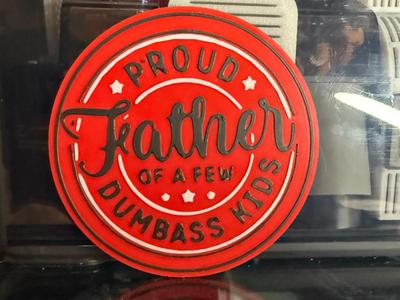 PROUD
Father
OF A FEW
DUMBASS KIDS